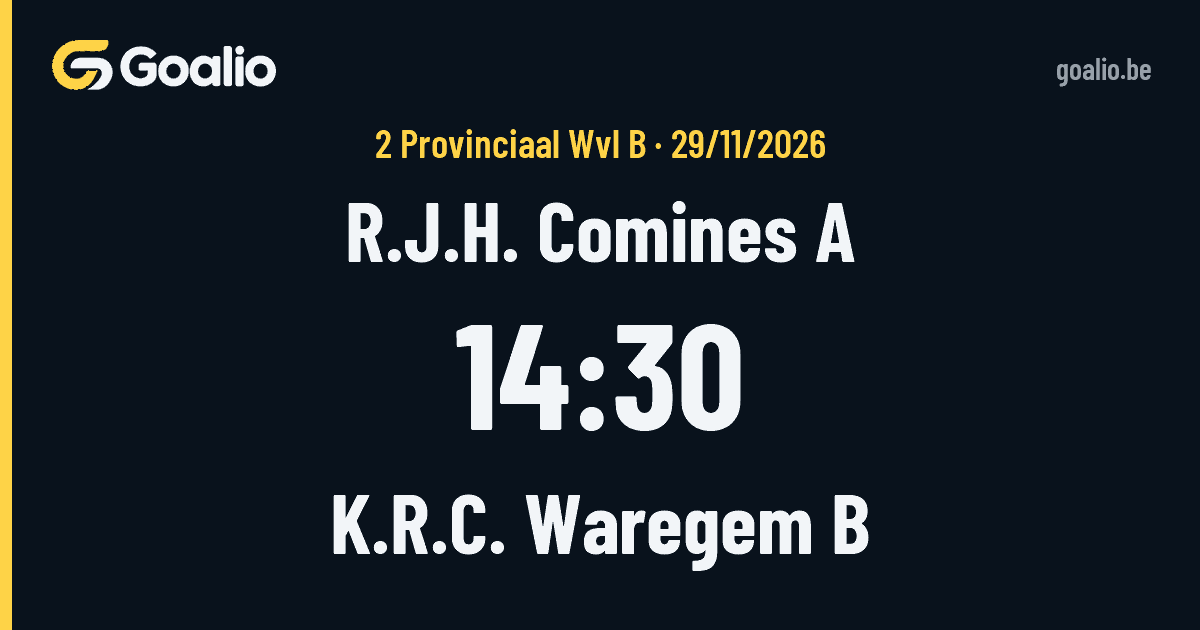 Goalio
goalio.be
2 Provinciaal Wvl B · 29/11/2026
R.J.H. Comines A
14:30
K.R.C. Waregem B